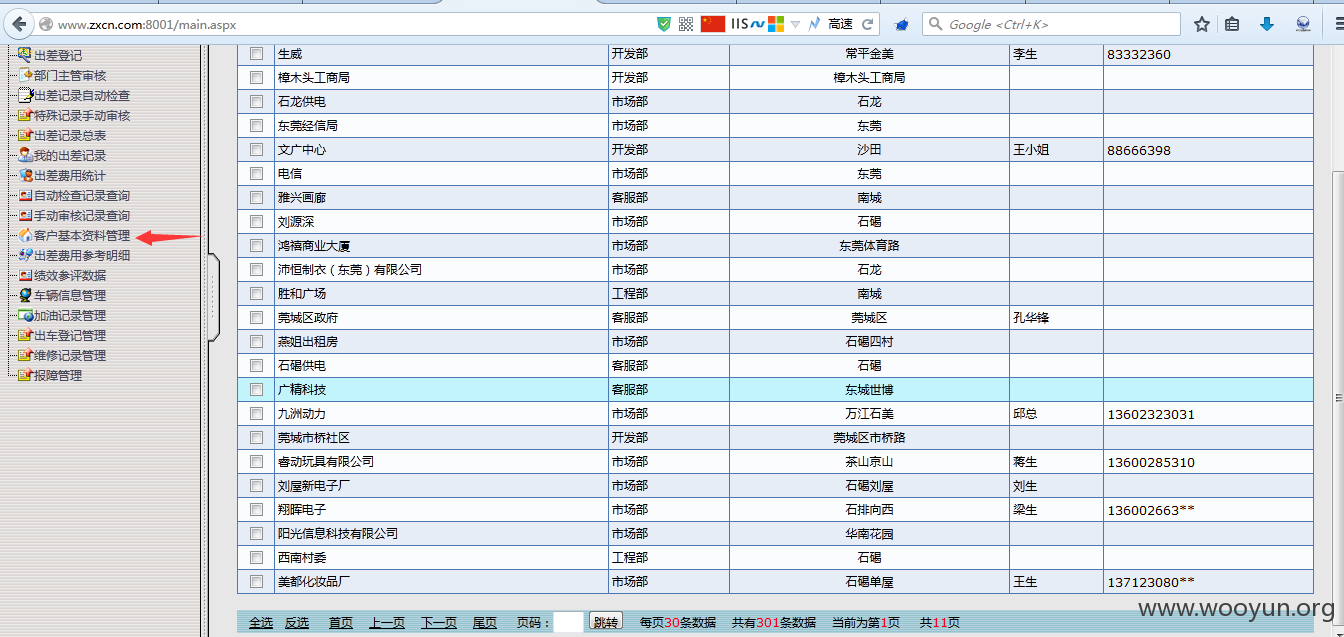 www.zxcn.com:8001/main.aspx IIS 高速 Google <Ctrl+K>
出差登记
部门主管审核
出差记录自动检查
特殊记录手动审核
出差记录总表
我的出差记录
出差费用统计
自动检查记录查询
手动审核记录查询
客户基本资料管理
出差费用参考明细
绩效参评数据
车辆信息管理
加油记录管理
出车登记管理
维修记录管理
报障管理
生威 开发部 常平金美 李生 83332360
樟木头工商局 开发部 樟木头工商局
石龙供电 市场部 石龙
东莞经信局 市场部 东莞
文广中心 开发部 沙田 王小姐 88666398
电信 市场部 东莞
雅兴画廊 客服部 南城
刘源深 市场部 石碣
鸿禧商业大厦 市场部 东莞体育路
沛恒制衣（东莞）有限公司 市场部 石龙
胜和广场 工程部 南城
莞城区政府 客服部 莞城区 孔华锋
燕姐出租房 市场部 石碣四村
石碣供电 客服部 石碣
广精科技 客服部 东城世博
九洲动力 市场部 万江石美 邱总 13602323031
莞城市桥社区 开发部 莞城区市桥路
睿动玩具有限公司 市场部 茶山京山 蒋生 13600285310
刘屋新电子厂 市场部 石碣刘屋 刘生
翔晖电子 市场部 石排向西 梁生 136002663**
阳光信息科技有限公司 市场部 华南花园
西南村委 工程部 石碣
美都化妆品厂 市场部 石碣单屋 王生 137123080**
全选 反选 首页 上一页 下一页 尾页 页码： 跳转 每页30条数据 共有301条数据 当前为第1页 共11页
www.wooyun.org